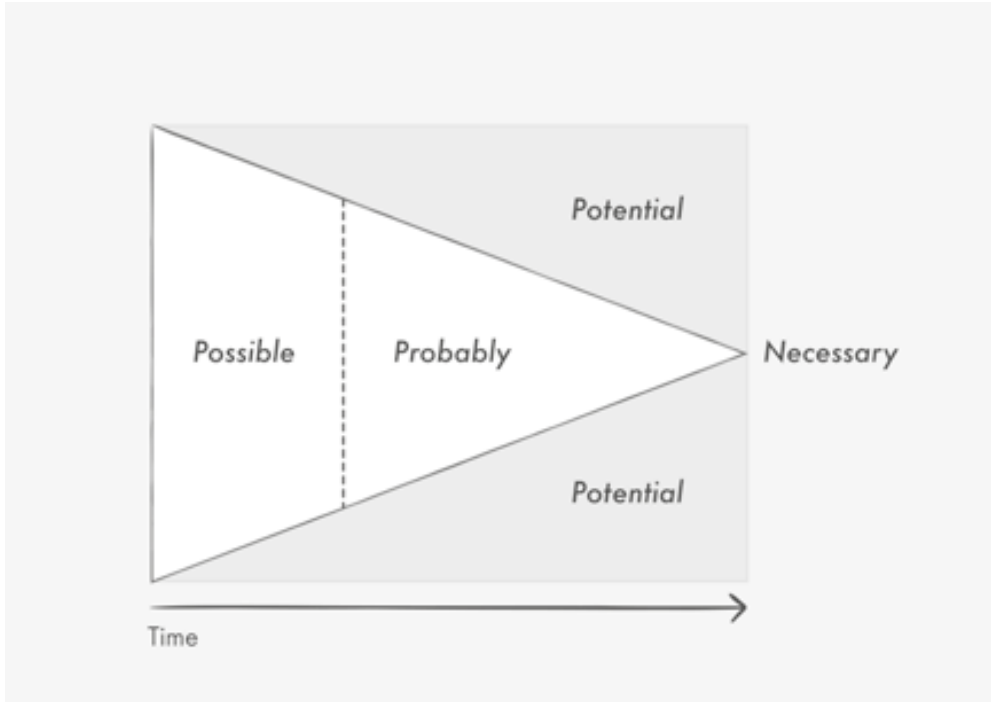 Potential
Possible
Probably
Necessary
Potential
Time